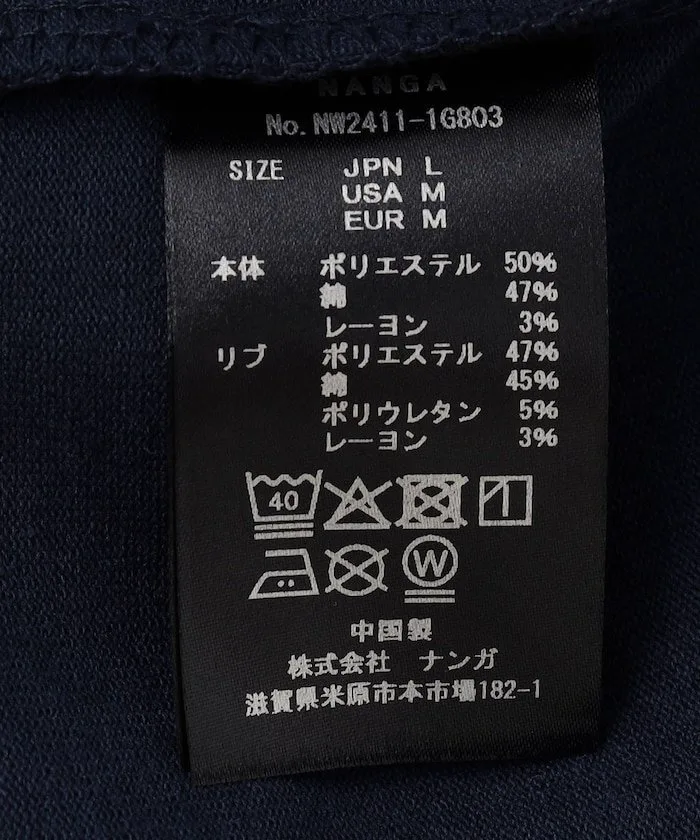 NANGA
No. NW2411-1G803
SIZE JPN L
USA M
EUR M
本体 ポリエステル 50%
綿 47%
レーヨン 3%
リブ ポリエステル 47%
綿 45%
ポリウレタン 5%
レーヨン 3%
40
W
中国製
株式会社 ナンガ
滋賀県米原市本市場182-1